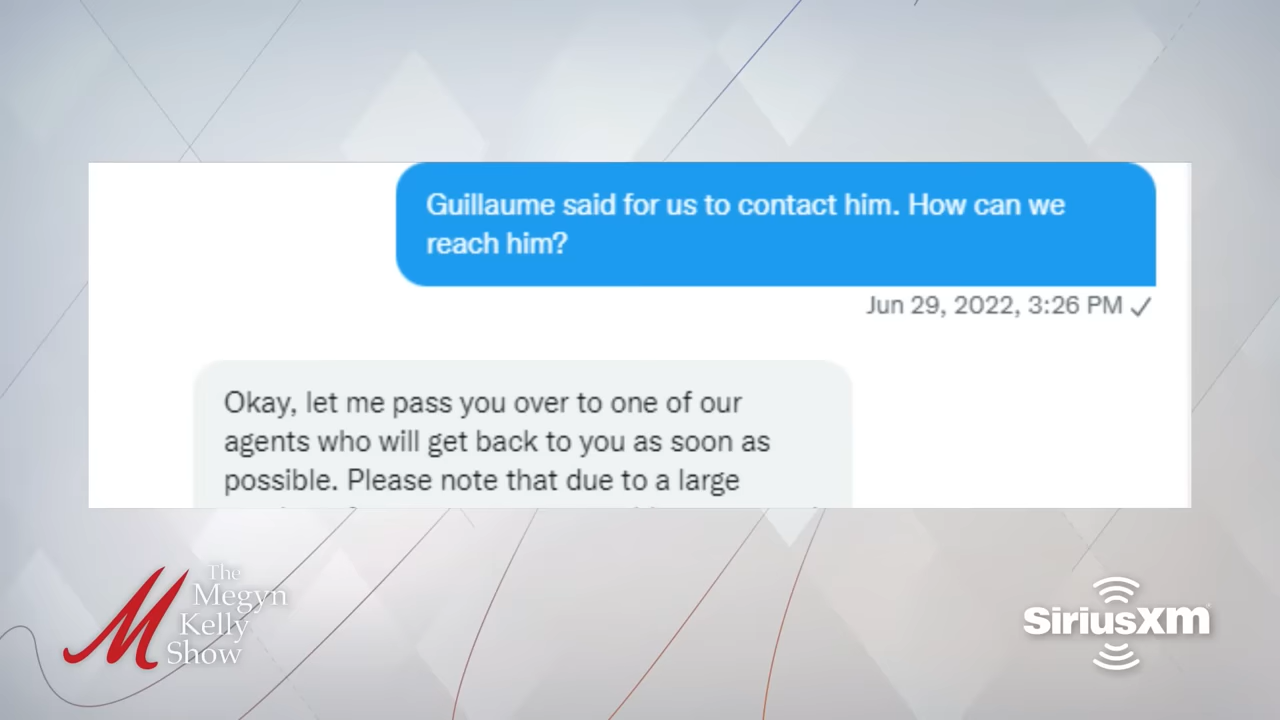 Guillaume said for us to contact him. How can we
reach him?
Jun 29, 2022, 3:26 PM
Okay, let me pass you over to one of our
agents who will get back to you as soon as
possible. Please note that due to a large
The
Megyn
Kelly
Show
SiriusXM